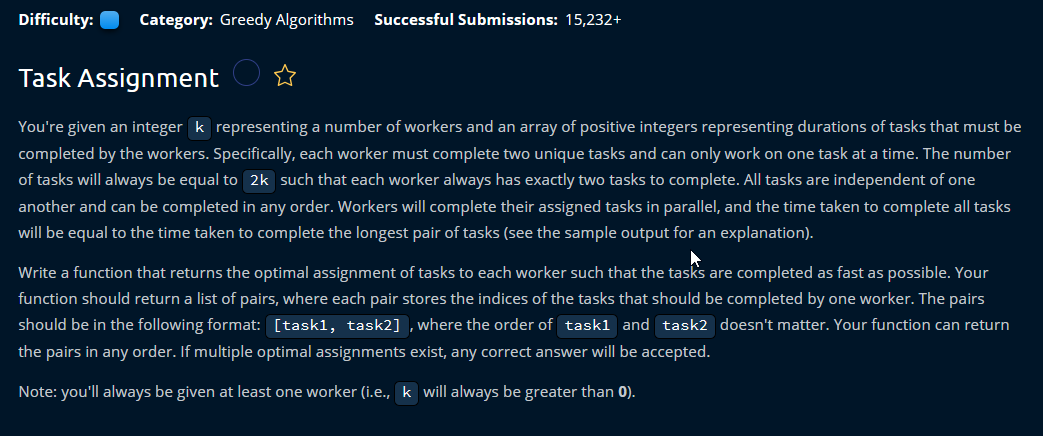 Difficulty: Category: Greedy Algorithms Successful Submissions: 15,232+
Task Assignment
You're given an integer k representing a number of workers and an array of positive integers representing durations of tasks that must be
completed by the workers. Specifically, each worker must complete two unique tasks and can only work on one task at a time. The number
of tasks will always be equal to 2k such that each worker always has exactly two tasks to complete. All tasks are independent of one
another and can be completed in any order. Workers will complete their assigned tasks in parallel, and the time taken to complete all tasks
will be equal to the time taken to complete the longest pair of tasks (see the sample output for an explanation).
Write a function that returns the optimal assignment of tasks to each worker such that the tasks are completed as fast as possible. Your
function should return a list of pairs, where each pair stores the indices of the tasks that should be completed by one worker. The pairs
should be in the following format: [task1, task2] , where the order of task1 and task2 doesn't matter. Your function can return
the pairs in any order. If multiple optimal assignments exist, any correct answer will be accepted.
Note: you'll always be given at least one worker (i.e., k will always be greater than 0).